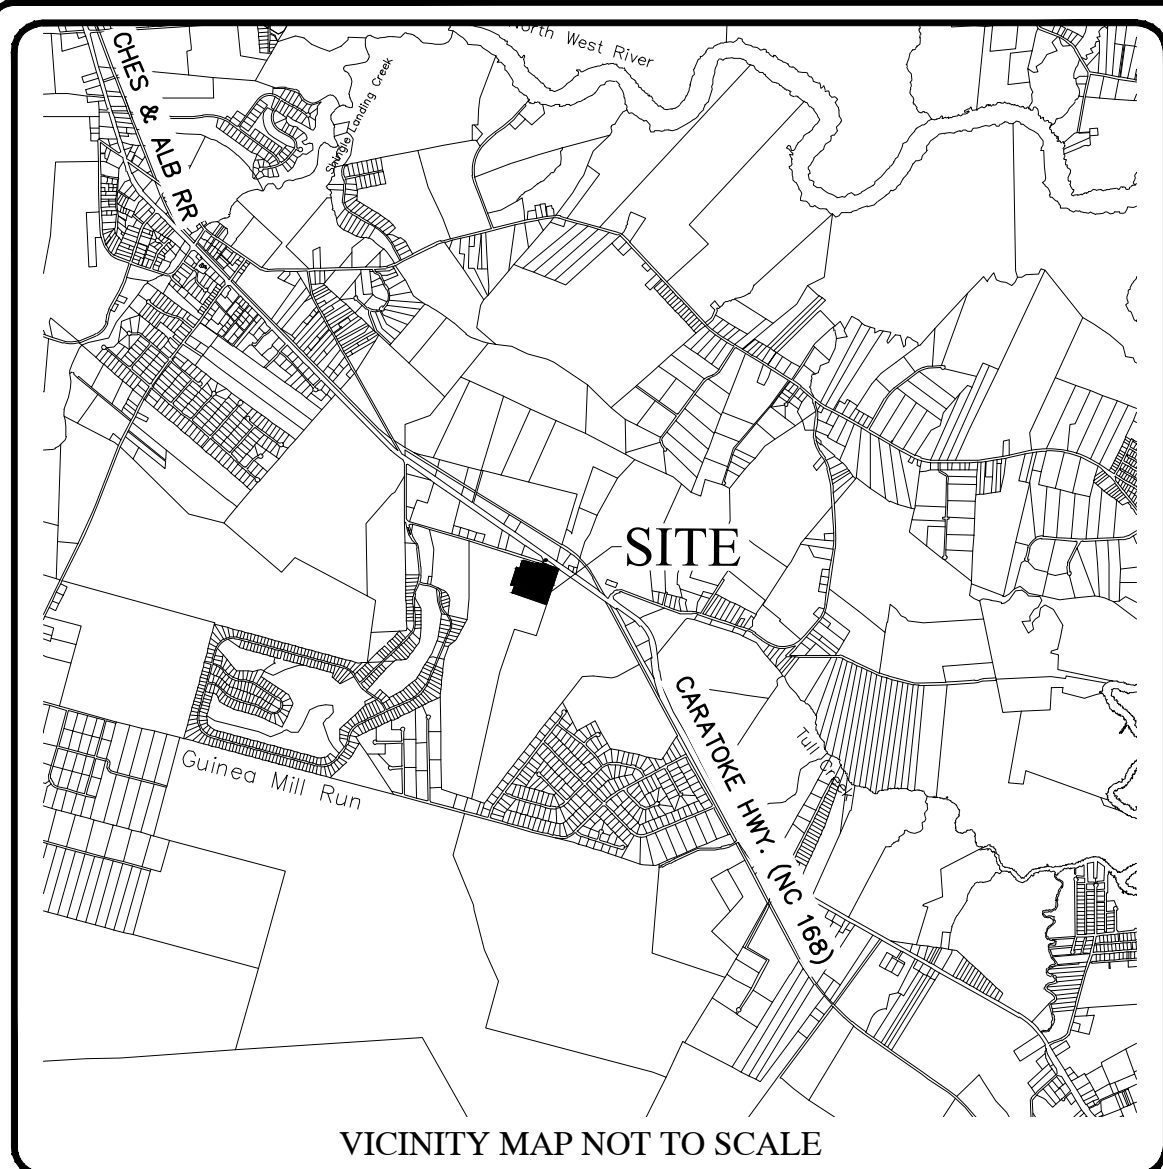 North West River
CHES & ALB RR
Shingle Landing Creek
SITE
CARATOKE HWY. (NC 168)
Tull Creek
Guinea Mill Run
VICINITY MAP NOT TO SCALE